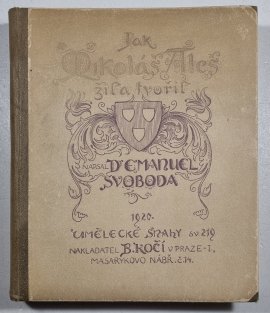 Jak
Mikoláš Aleš
žil a tvořil
NAPSAL DR EMANUEL
SVOBODA
1920.
UMĚLECKÉ SNAHY SV. 219
NAKLADATEL B. KOČÍ V PRAZE-I.
MASARYKOVO NÁBŘ. Č. 14.